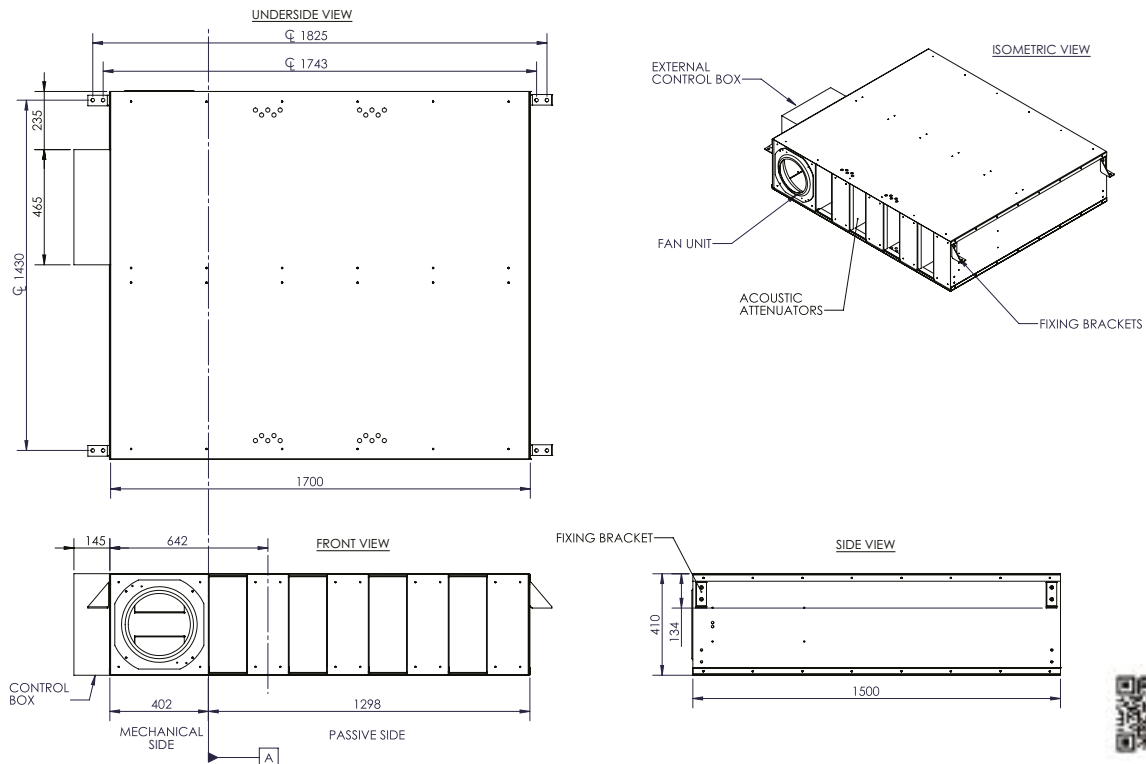 UNDERSIDE VIEW
℄ 1825
℄ 1743
235
465
℄ 1430
1700
ISOMETRIC VIEW
EXTERNAL
CONTROL BOX
FAN UNIT
ACOUSTIC
ATTENUATORS
FIXING BRACKETS
145
642
FRONT VIEW
CONTROL
BOX
402
1298
MECHANICAL
SIDE
PASSIVE SIDE
A
FIXING BRACKET
SIDE VIEW
410
134
1500